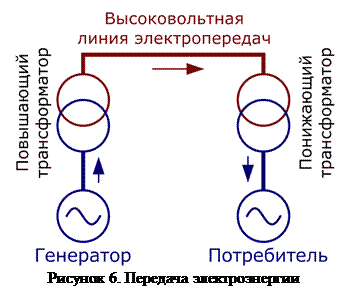 Высоковольтная
линия электропередач
Повышающий
трансформатор
Понижающий
трансформатор
Генератор
Потребитель
Рисунок 6. Передача электроэнергии